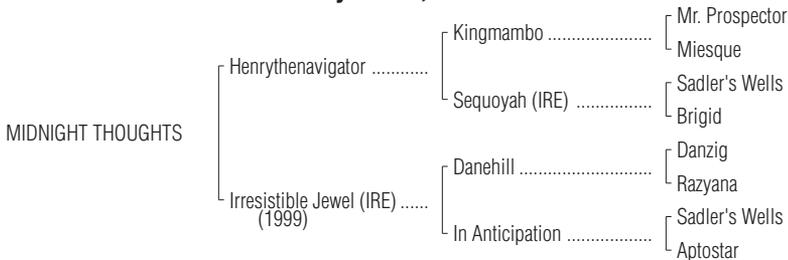 Mr. Prospector
Kingmambo ......................
Miesque
Henrythenavigator ............
Sadler's Wells
Sequoyah (IRE) ................
Brigid
MIDNIGHT THOUGHTS
Danzig
Danehill ............................
Razyana
Irresistible Jewel (IRE) ......
(1999)
Sadler's Wells
In Anticipation ..................
Aptostar